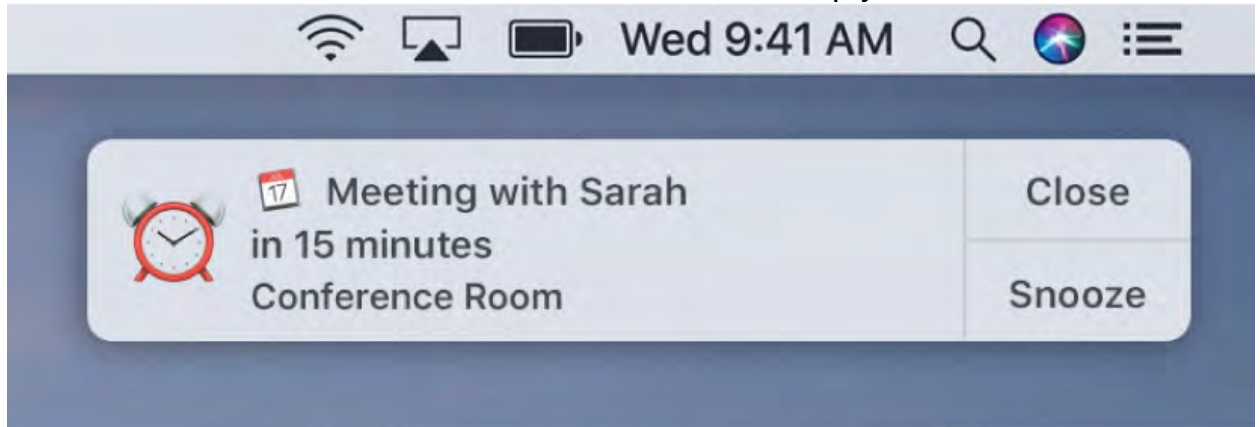 Wed 9:41 AM
17 Meeting with Sarah
in 15 minutes
Conference Room
Close
Snooze